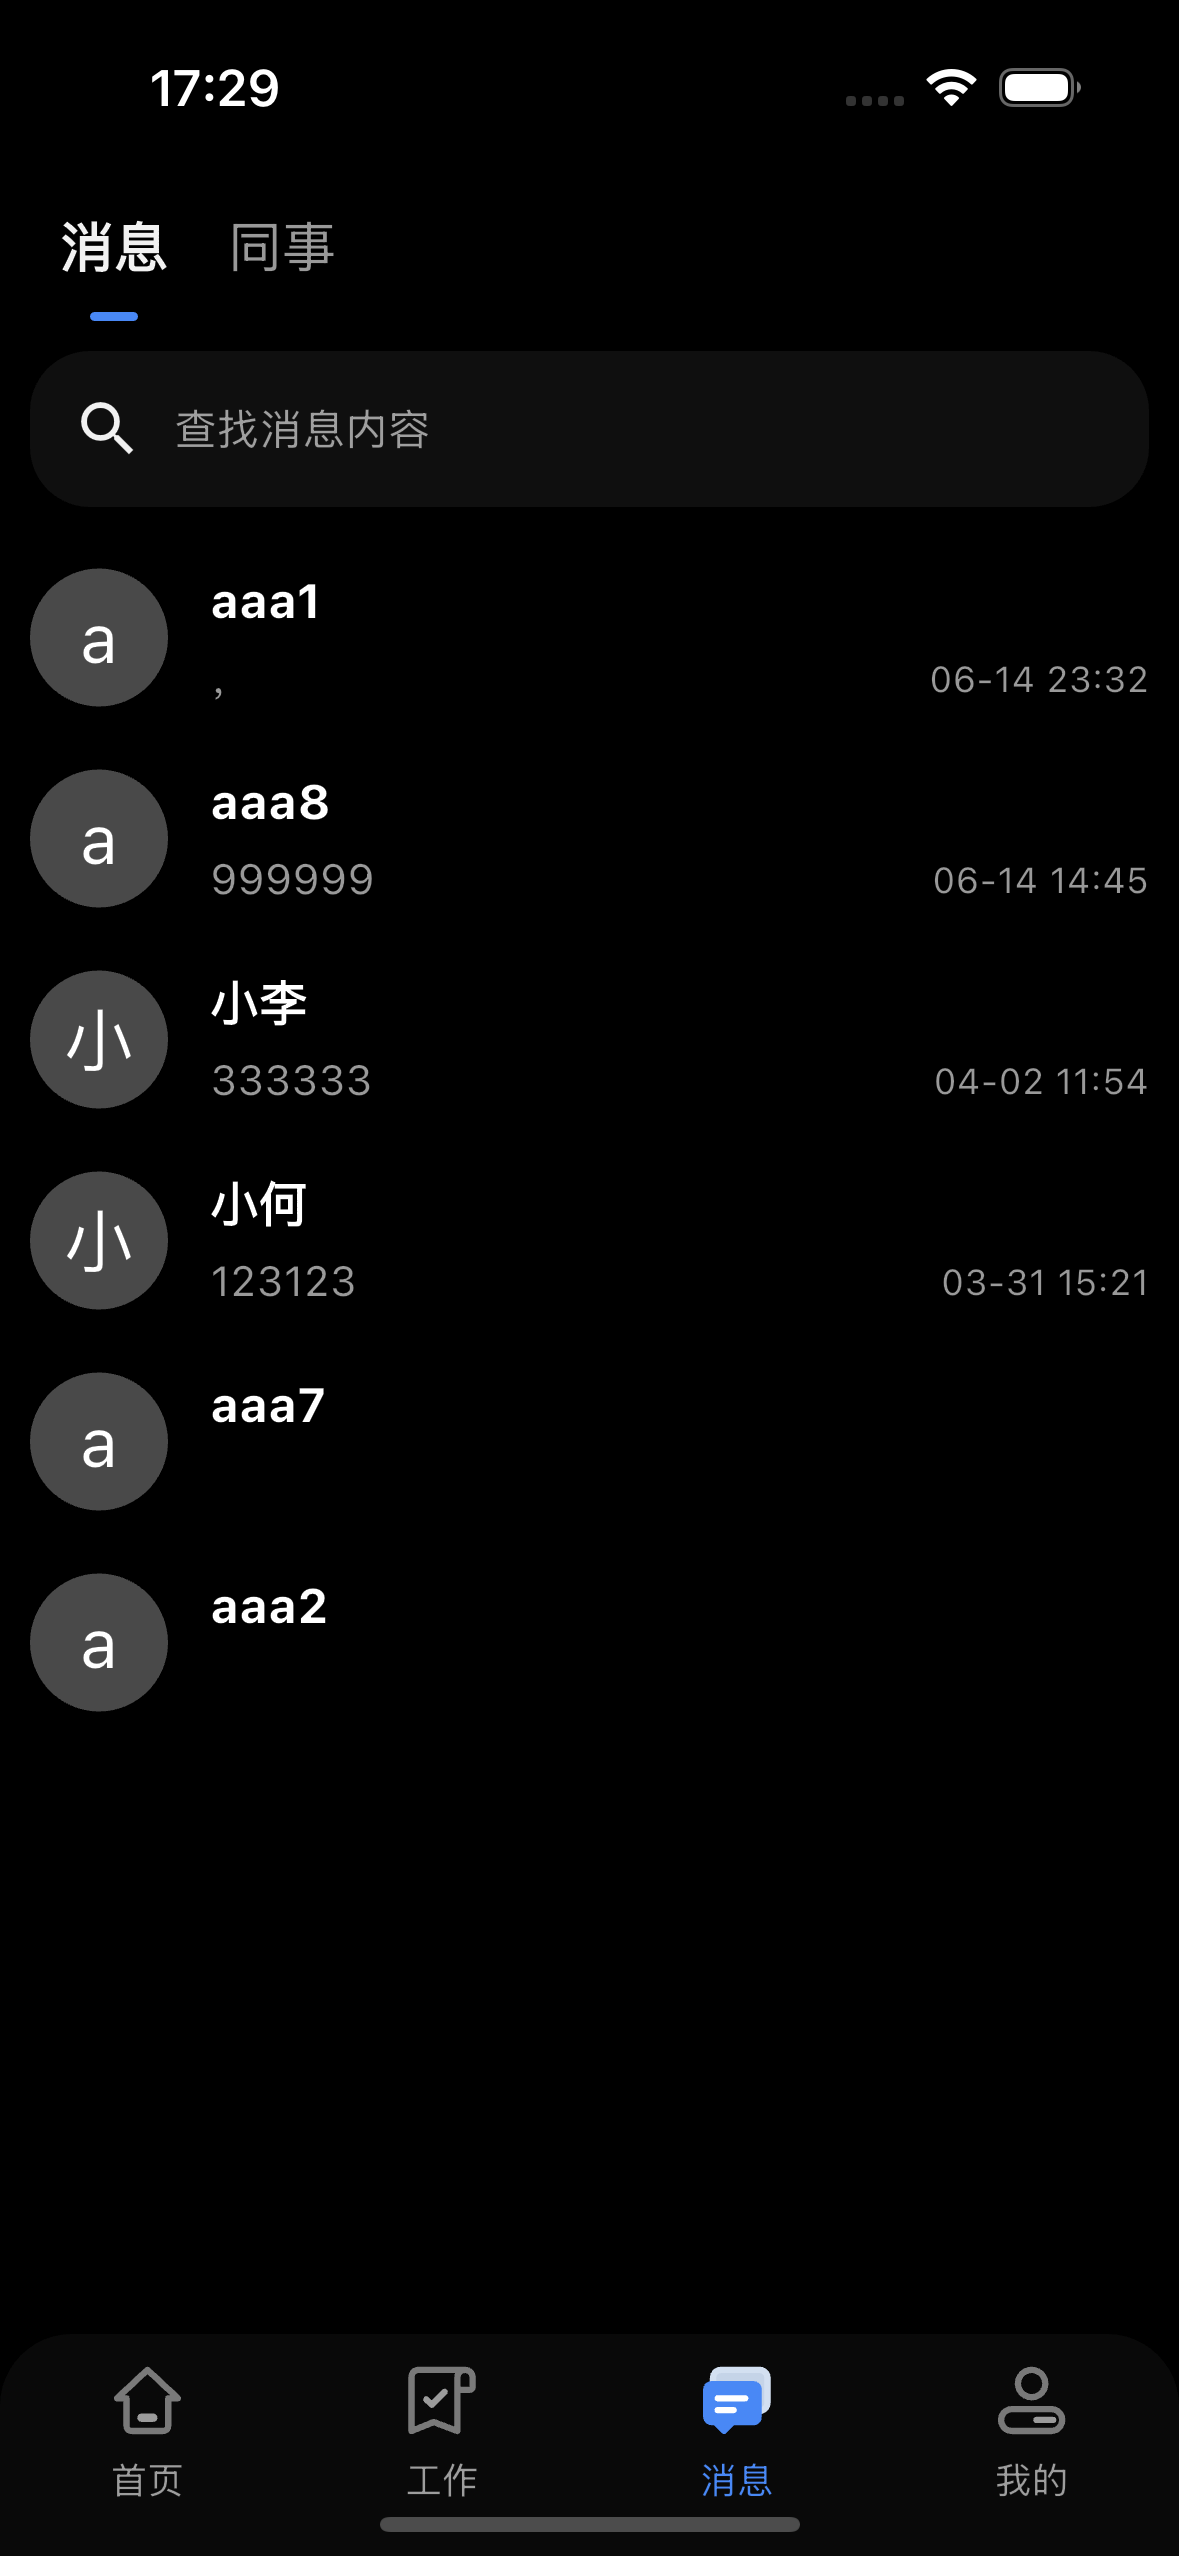 17:29
消息 同事
查找消息内容
a
aaa1
， 06-14 23:32
a
aaa8
999999 06-14 14:45
小
小李
333333 04-02 11:54
小
小何
123123 03-31 15:21
a
aaa7
a
aaa2
首页 工作 消息 我的